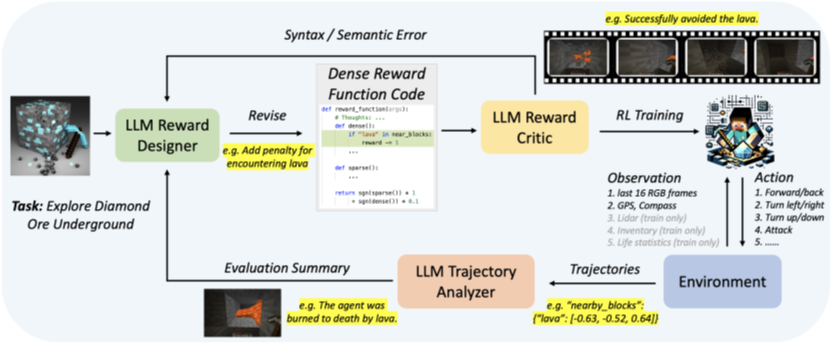 e.g. Successfully avoided the lava.
Syntax / Semantic Error
Dense Reward
Function Code
def reward_function(args):
# Thoughts: ...
def dense():
if "lava" in near_blocks:
reward -= 1
...
def sparse():
...
return sgn(sparse()) * 1
+ sgn(dense()) * 0.1
LLM Reward
Designer
Revise
e.g. Add penalty for
encountering lava
LLM Reward
Critic
RL Training
Task: Explore Diamond
Ore Underground
Observation
1. last 16 RGB frames
2. GPS, Compass
3. Lidar (train only)
4. Inventory (train only)
5. Life statistics (train only)
Action
1. Forward/back
2. Turn left/right
3. Turn up/down
4. Attack
5. ......
Evaluation Summary
e.g. The agent was
burned to death by lava.
LLM Trajectory
Analyzer
Trajectories
e.g. "nearby_blocks":
{"lava": [-0.63, -0.52, 0.64]}
Environment